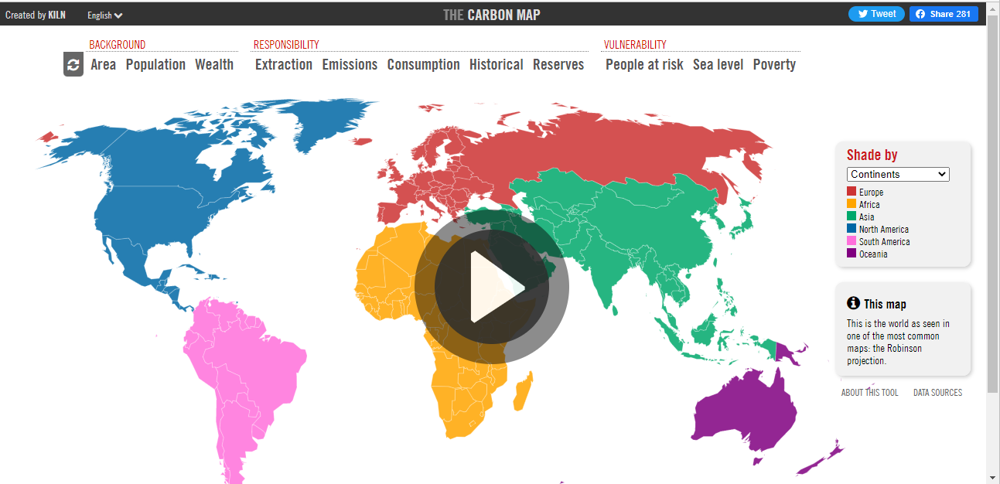 Created by KILN
English
THE CARBON MAP
Tweet
Share 281
BACKGROUND
RESPONSIBILITY
VULNERABILITY
Area Population Wealth
Extraction Emissions Consumption Historical Reserves
People at risk Sea level Poverty
Shade by
Continents
Europe
Africa
Asia
North America
South America
Oceania
This map
This is the world as seen in
one of the most common
maps: the Robinson
projection.
ABOUT THIS TOOL
DATA SOURCES